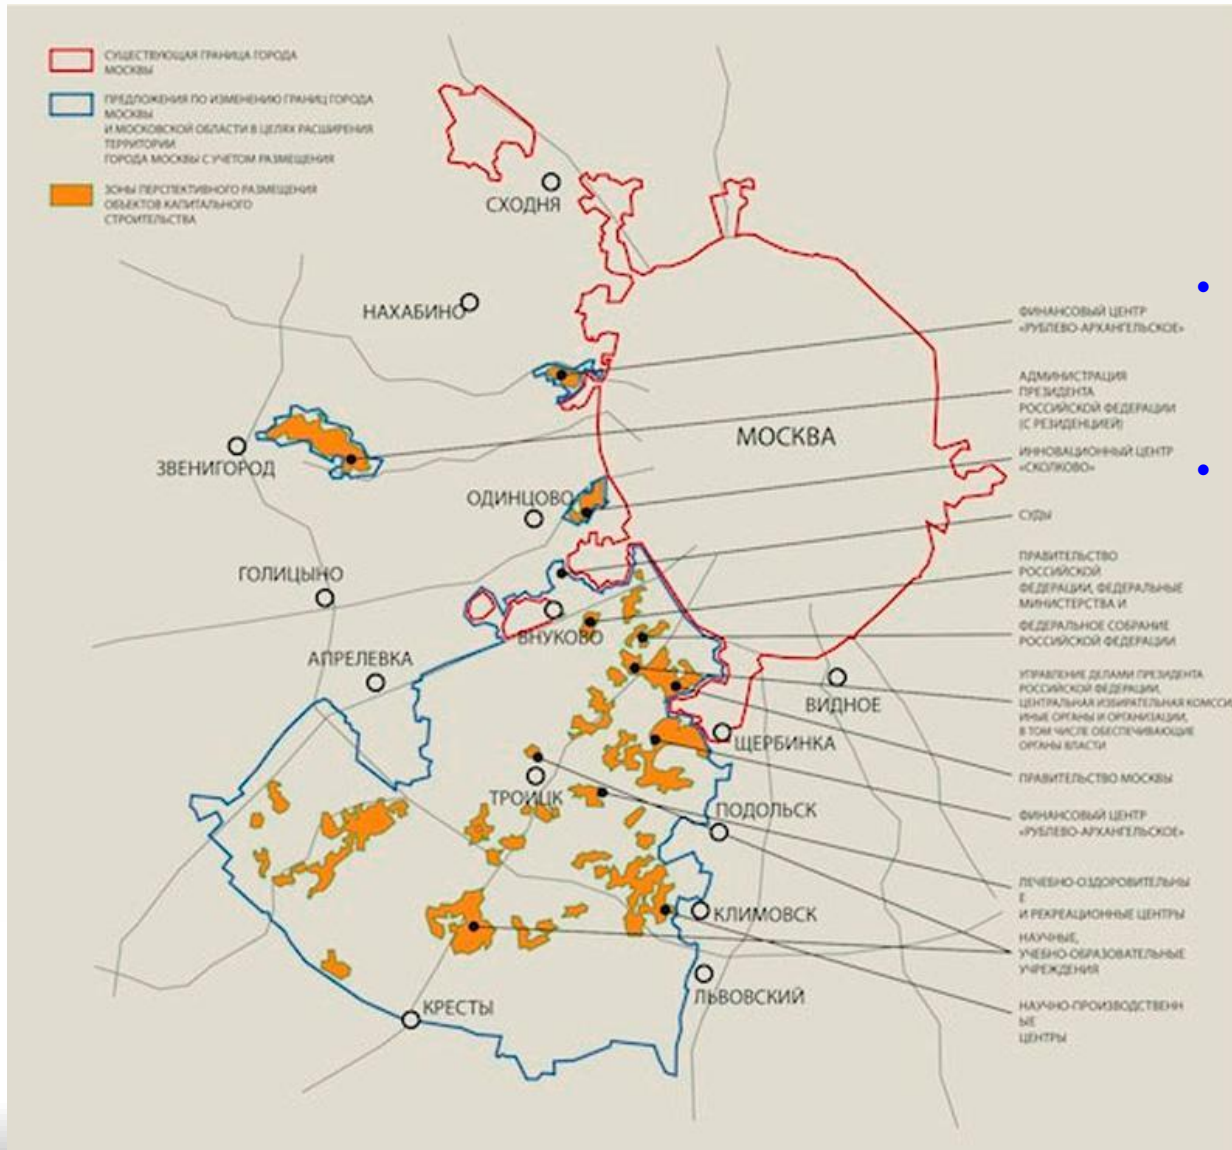 СУЩЕСТВУЮЩАЯ ГРАНИЦА ГОРОДА
МОСКВЫ
ПРЕДЛОЖЕНИЯ ПО ИЗМЕНЕНИЮ ГРАНИЦ ГОРОДА
МОСКВЫ
И МОСКОВСКОЙ ОБЛАСТИ В ЦЕЛЯХ РАСШИРЕНИЯ
ТЕРРИТОРИИ
ГОРОДА МОСКВЫ С УЧЕТОМ РАЗМЕЩЕНИЯ
ЗОНЫ ПЕРСПЕКТИВНОГО РАЗМЕЩЕНИЯ
ОБЪЕКТОВ КАПИТАЛЬНОГО
СТРОИТЕЛЬСТВА
СХОДНЯ
НАХАБИНО
МОСКВА
ЗВЕНИГОРОД
ОДИНЦОВО
ГОЛИЦЫНО
ВНУКОВО
АПРЕЛЕВКА
ВИДНОЕ
ЩЕРБИНКА
ТРОИЦК
ПОДОЛЬСК
КЛИМОВСК
ЛЬВОВСКИЙ
КРЕСТЫ
ФИНАНСОВЫЙ ЦЕНТР
«РУБЛЕВО-АРХАНГЕЛЬСКОЕ»
АДМИНИСТРАЦИЯ
ПРЕЗИДЕНТА
РОССИЙСКОЙ ФЕДЕРАЦИИ
(С РЕЗИДЕНЦИЕЙ)
ИННОВАЦИОННЫЙ ЦЕНТР
«СКОЛКОВО»
СУДЫ
ПРАВИТЕЛЬСТВО
РОССИЙСКОЙ
ФЕДЕРАЦИИ, ФЕДЕРАЛЬНЫЕ
МИНИСТЕРСТВА И
ФЕДЕРАЛЬНОЕ СОБРАНИЕ
РОССИЙСКОЙ ФЕДЕРАЦИИ
УПРАВЛЕНИЕ ДЕЛАМИ ПРЕЗИДЕНТА
РОССИЙСКОЙ ФЕДЕРАЦИИ,
ЦЕНТРАЛЬНАЯ ИЗБИРАТЕЛЬНАЯ КОМССИ
ИНЫЕ ОРГАНЫ И ОРГАНИЗАЦИИ,
В ТОМ ЧИСЛЕ ОБЕСПЕЧИВАЮЩИЕ
ОРГАНЫ ВЛАСТИ
ПРАВИТЕЛЬСТВО МОСКВЫ
ФИНАНСОВЫЙ ЦЕНТР
«РУБЛЕВО-АРХАНГЕЛЬСКОЕ»
ЛЕЧЕБНО-ОЗДОРОВИТЕЛЬНЫ
Е
И РЕКРЕАЦИОННЫЕ ЦЕНТРЫ
НАУЧНЫЕ,
УЧЕБНО-ОБРАЗОВАТЕЛЬНЫЕ
УЧРЕЖДЕНИЯ
НАУЧНО-ПРОИЗВОДСТВЕНН
ЫЕ
ЦЕНТРЫ